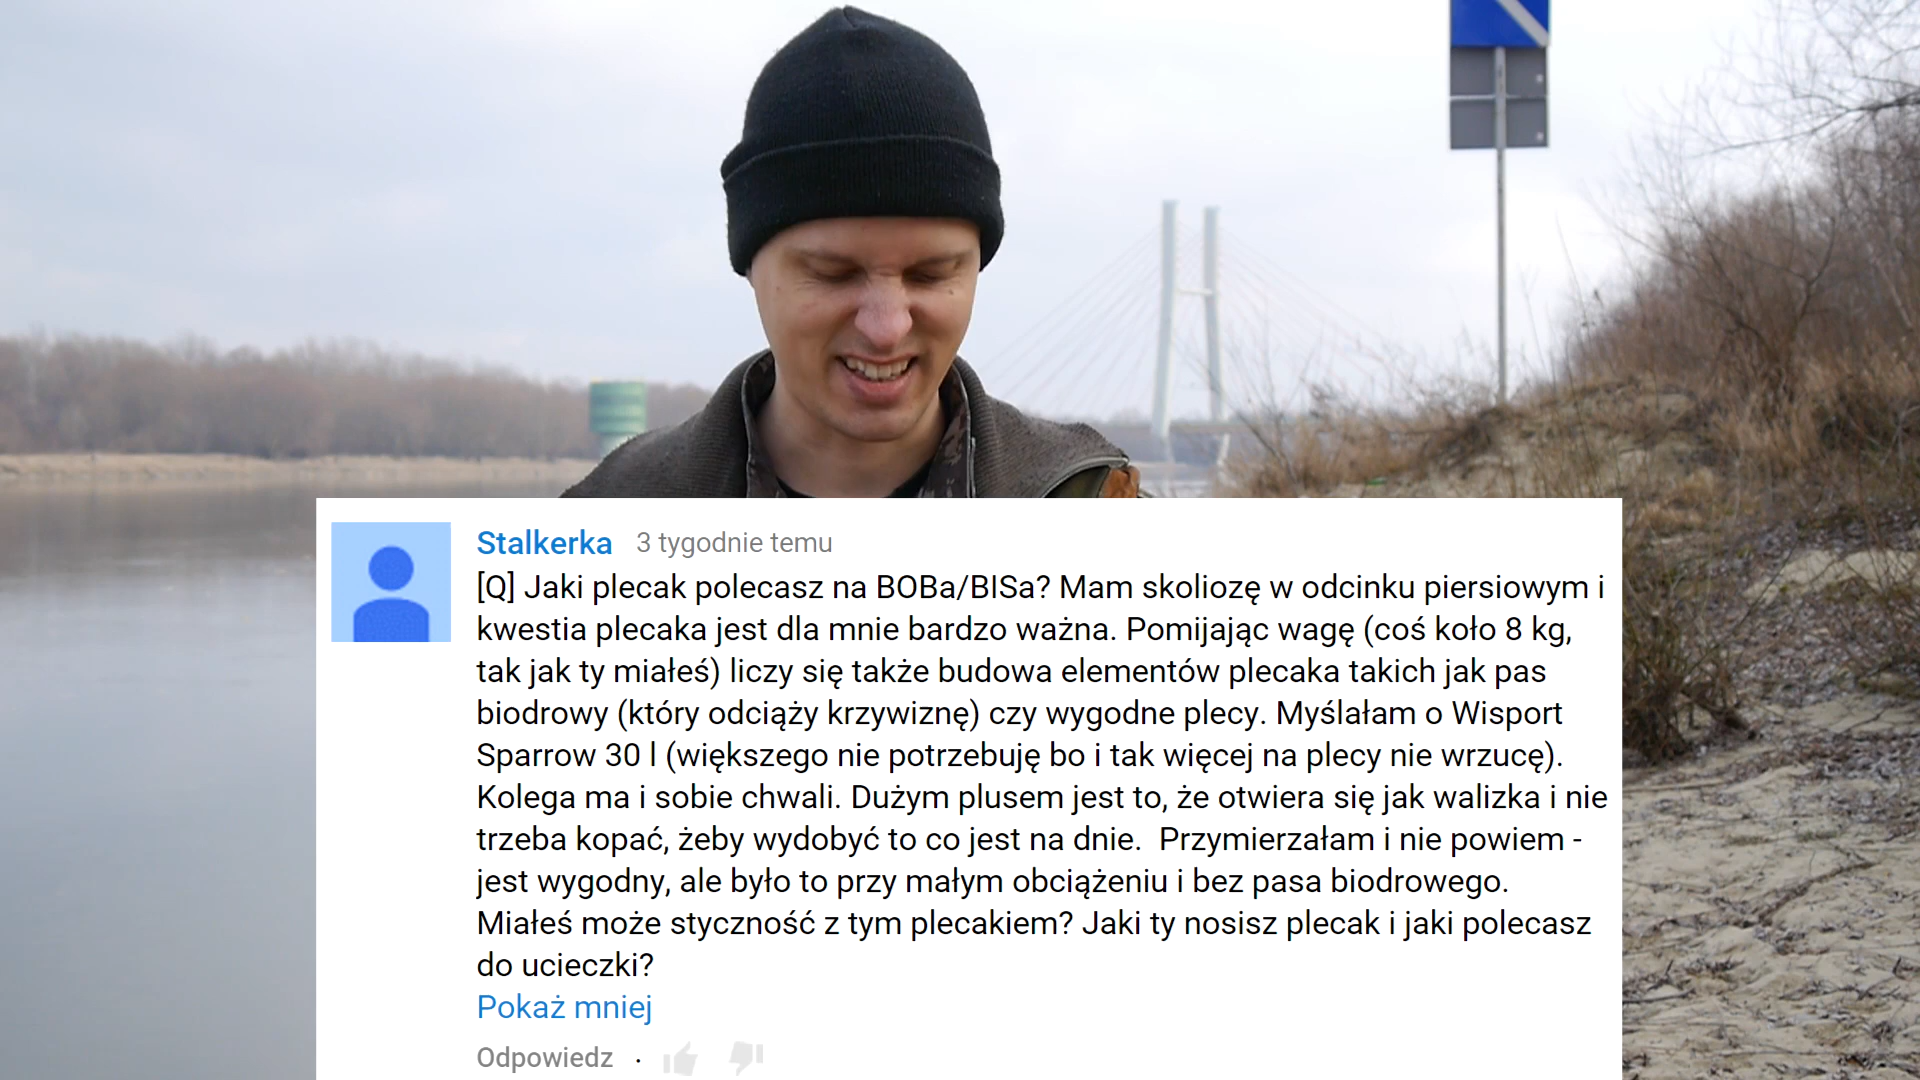 Stalkerka 3 tygodnie temu
[Q] Jaki plecak polecasz na BOBa/BISa? Mam skoliozę w odcinku piersiowym i
kwestia plecaka jest dla mnie bardzo ważna. Pomijając wagę (coś koło 8 kg,
tak jak ty miałeś) liczy się także budowa elementów plecaka takich jak pas
biodrowy (który odciąży krzywiznę) czy wygodne plecy. Myślałam o Wisport
Sparrow 30 l (większego nie potrzebuję bo i tak więcej na plecy nie wrzucę).
Kolega ma i sobie chwali. Dużym plusem jest to, że otwiera się jak walizka i nie
trzeba kopać, żeby wydobyć to co jest na dnie.  Przymierzałam i nie powiem -
jest wygodny, ale było to przy małym obciążeniu i bez pasa biodrowego.
Miałeś może styczność z tym plecakiem? Jaki ty nosisz plecak i jaki polecasz
do ucieczki?
Pokaż mniej
Odpowiedz ·